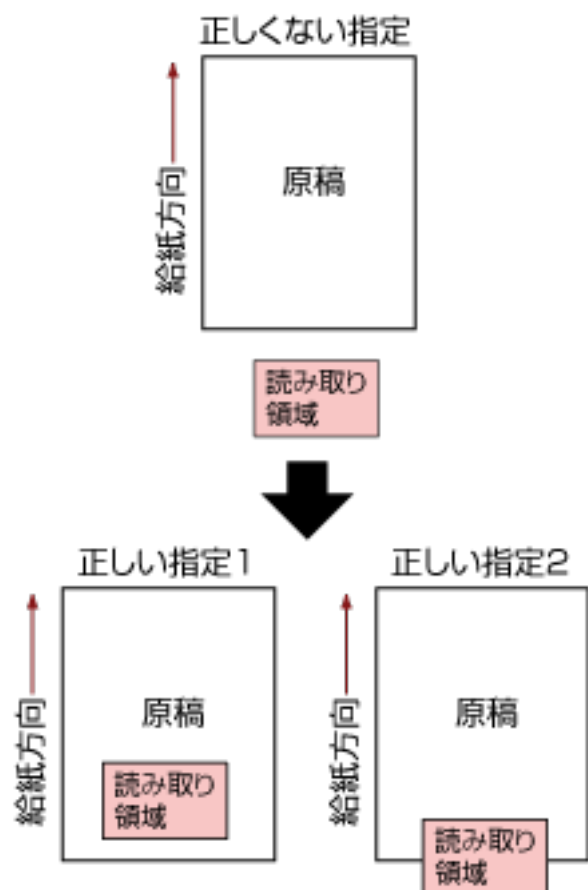 正しくない指定
給紙方向
原稿
読み取り
領域
正しい指定1
給紙方向
原稿
読み取り
領域
正しい指定2
給紙方向
原稿
読み取り
領域